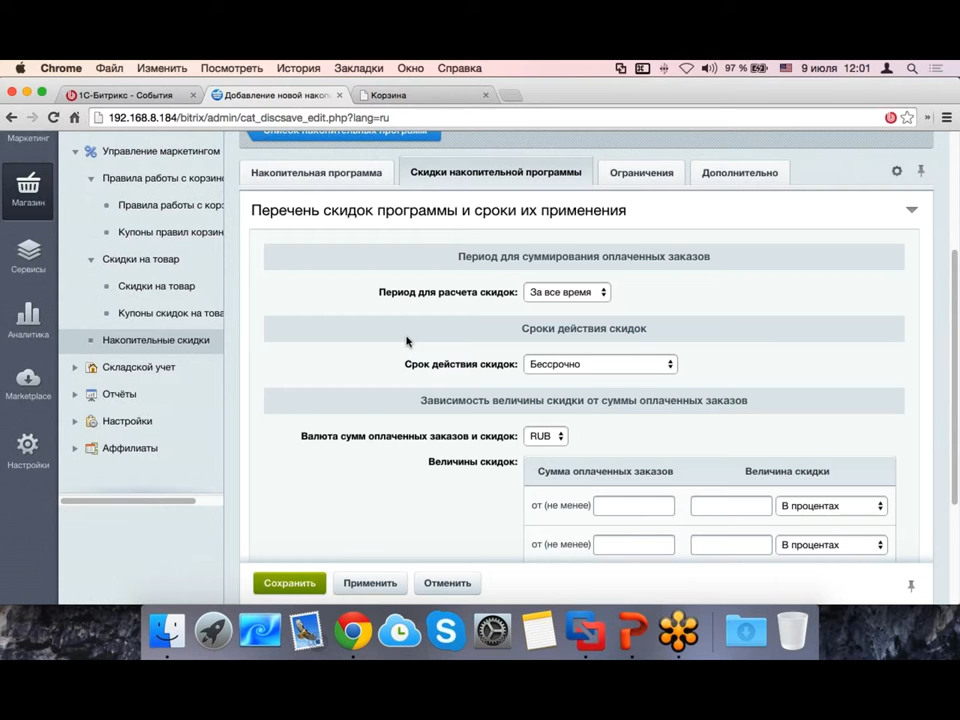 Chrome Файл Изменить Посмотреть История Закладки Окно Справка 97 % 9 июля 12:01
1С-Битрикс - События × Добавление новой накоп × Корзина ×
192.168.8.184/bitrix/admin/cat_discsave_edit.php?lang=ru
Маркетинг
Магазин
Сервисы
Аналитика
Marketplace
Настройки
Управление маркетингом
Правила работы с корзино
Правила работы с корз
Купоны правил корзин
Скидки на товар
Скидки на товар
Купоны скидок на това
Накопительные скидки
Складской учет
Отчёты
Настройки
Аффилиаты
Список накопительных программ
Накопительная программа Скидки накопительной программы Ограничения Дополнительно
Перечень скидок программы и сроки их применения
Период для суммирования оплаченных заказов
Период для расчета скидок: За все время
Сроки действия скидок
Срок действия скидок: Бессрочно
Зависимость величины скидки от суммы оплаченных заказов
Валюта сумм оплаченных заказов и скидок: RUB
Величины скидок: Сумма оплаченных заказов Величина скидки
от (не менее) В процентах
от (не менее) В процентах
Сохранить Применить Отменить